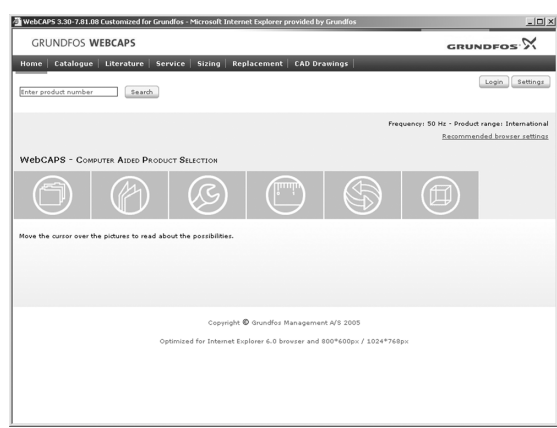 WebCAPS 3.30-7.81.08 Customized for Grundfos - Microsoft Internet Explorer provided by Grundfos
GRUNDFOS WEBCAPS
GRUNDFOS
Home Catalogue Literature Service Sizing Replacement CAD Drawings
Login Settings
Enter product number Search
Frequency: 50 Hz - Product range: International
Recommended browser settings
WebCAPS - Computer Aided Product Selection
Move the cursor over the pictures to read about the possibilities.
Copyright © Grundfos Management A/S 2005
Optimized for Internet Explorer 6.0 browser and 800*600px / 1024*768px